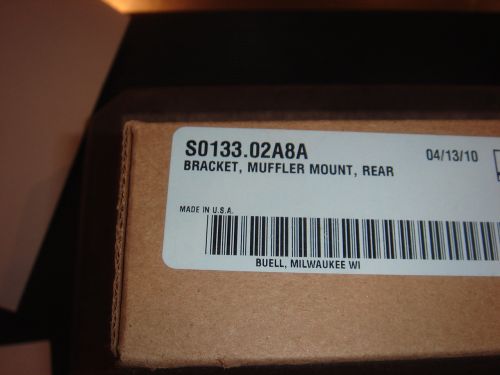 S0133.02A8A
04/13/10
BRACKET, MUFFLER MOUNT, REAR
MADE IN U.S.A.
BUELL, MILWAUKEE WI